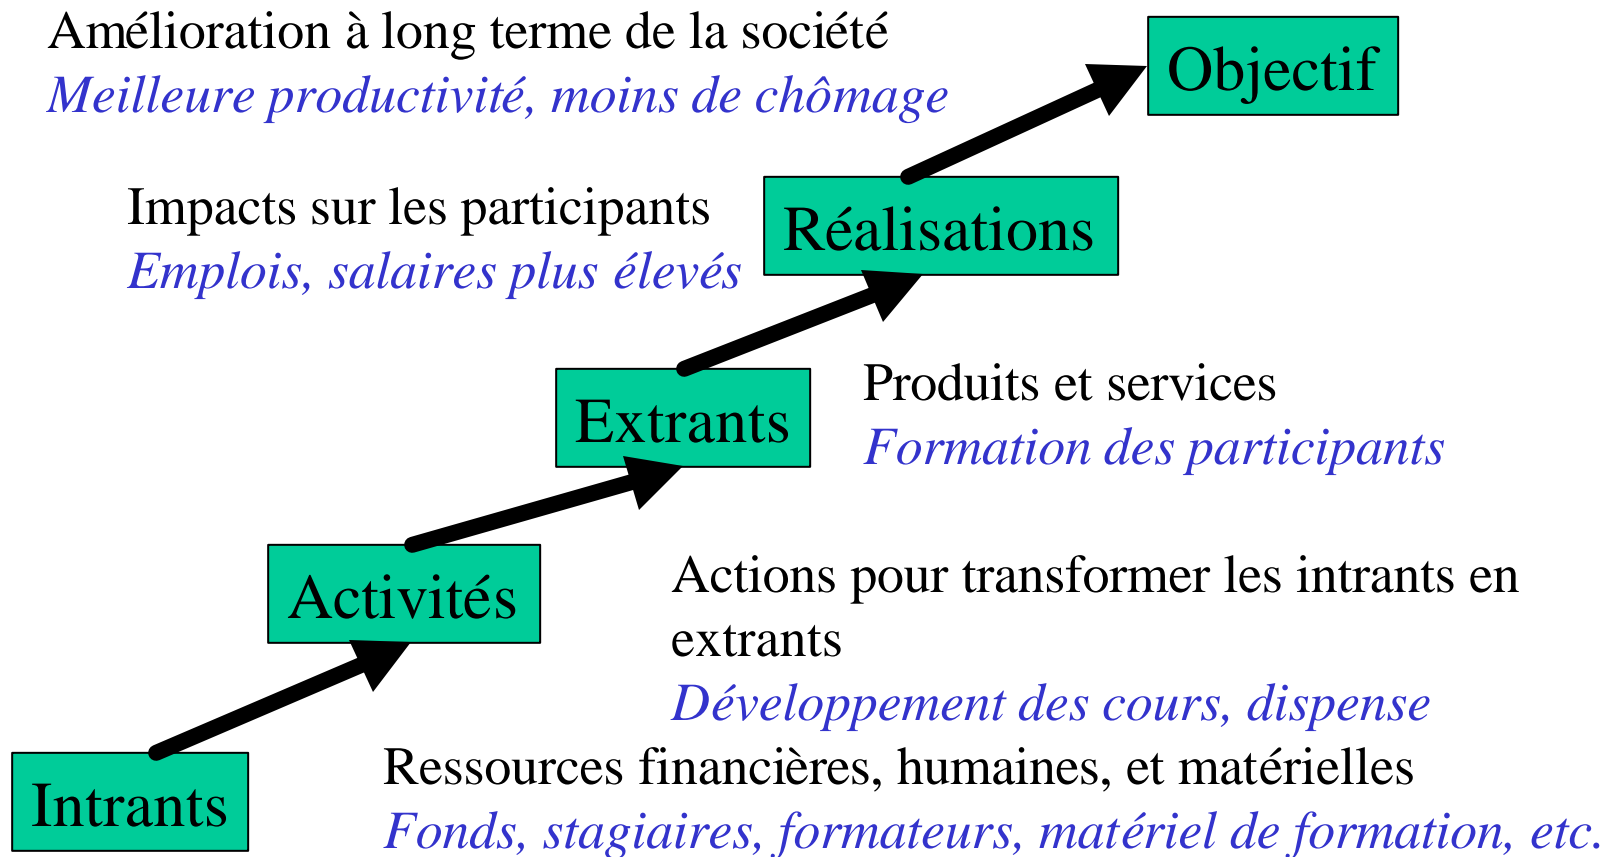 Amélioration à long terme de la société
Meilleure productivité, moins de chômage
Objectif
Impacts sur les participants
Emplois, salaires plus élevés
Réalisations
Extrants
Produits et services
Formation des participants
Activités
Actions pour transformer les intrants en
extrants
Développement des cours, dispense
Intrants
Ressources financières, humaines, et matérielles
Fonds, stagiaires, formateurs, matériel de formation, etc.